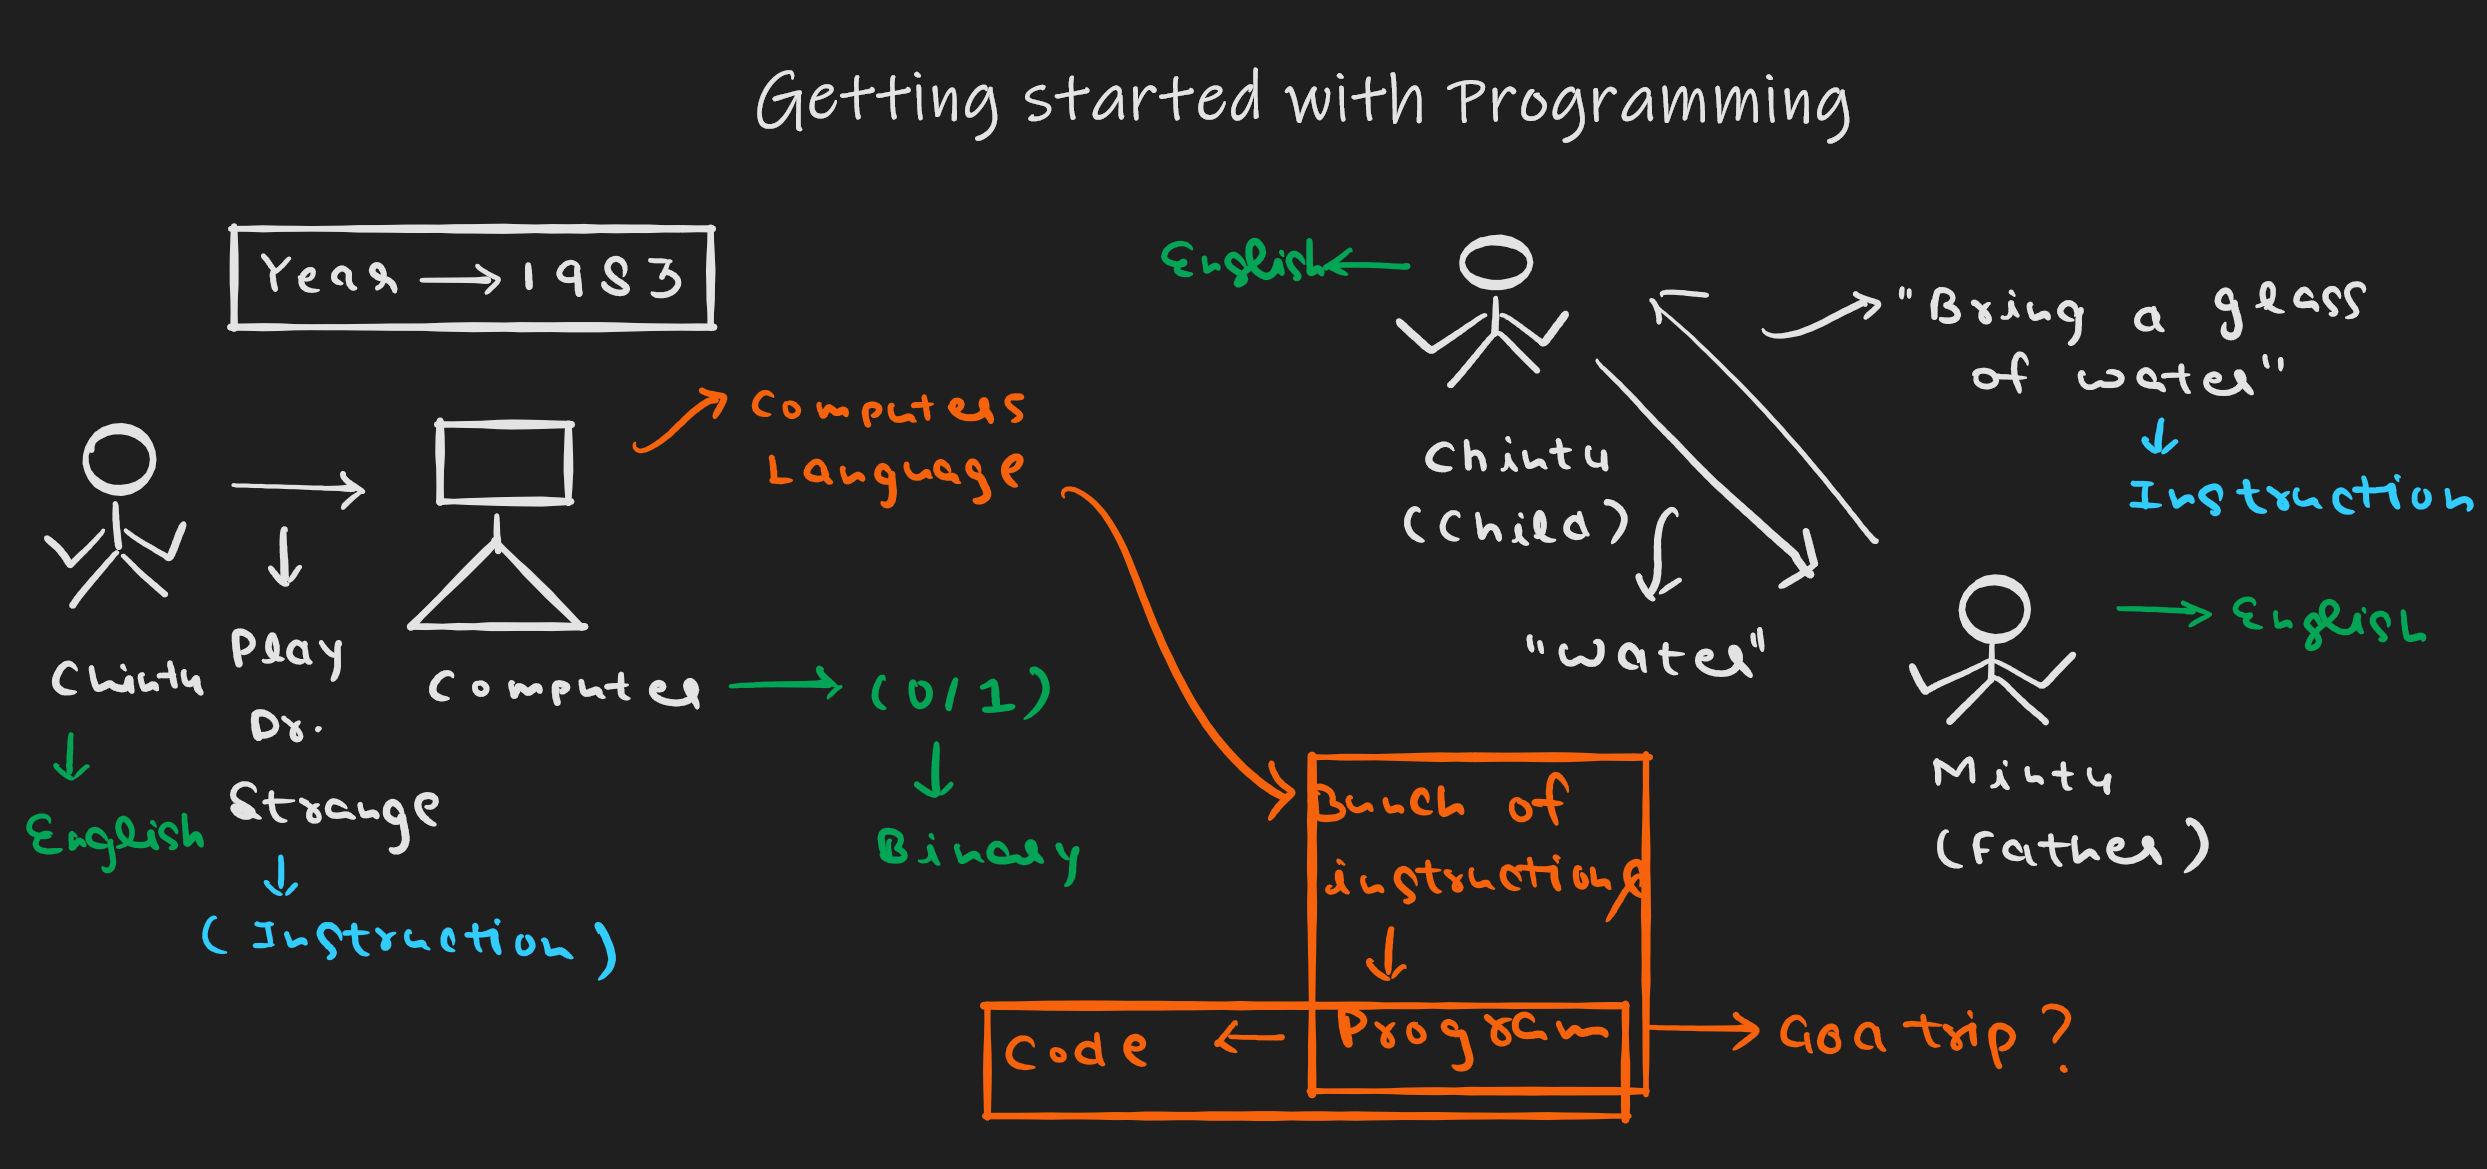 Getting started with Programming
Year → 1983
English ←
"Bring a glass
of water"
↓
Instruction
Computers
Language
Chintu
(Child)
"water"
→ English
Mintu
(Father)
Chintu
↓
English
Play
Dr.
Strange
↓
(Instruction)
Computer → (0/1)
↓
Binary
Bunch of
instructions
↓
Code ← Program → Goa trip?